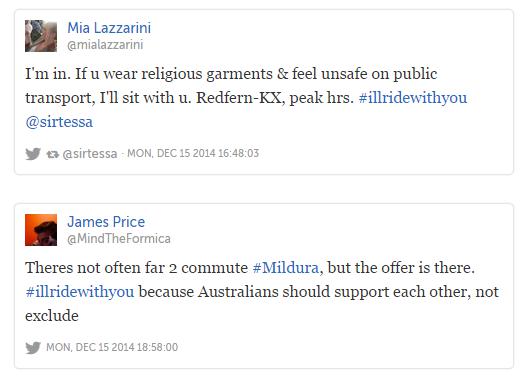 Mia Lazzarini
@mialazzarini
I'm in. If u wear religious garments & feel unsafe on public
transport, I'll sit with u. Redfern-KX, peak hrs. #illridewithyou
@sirtessa
@sirtessa · MON, DEC 15 2014 16:48:03
James Price
@MindTheFormica
Theres not often far 2 commute #Mildura, but the offer is there.
#illridewithyou because Australians should support each other, not
exclude
MON, DEC 15 2014 18:58:00